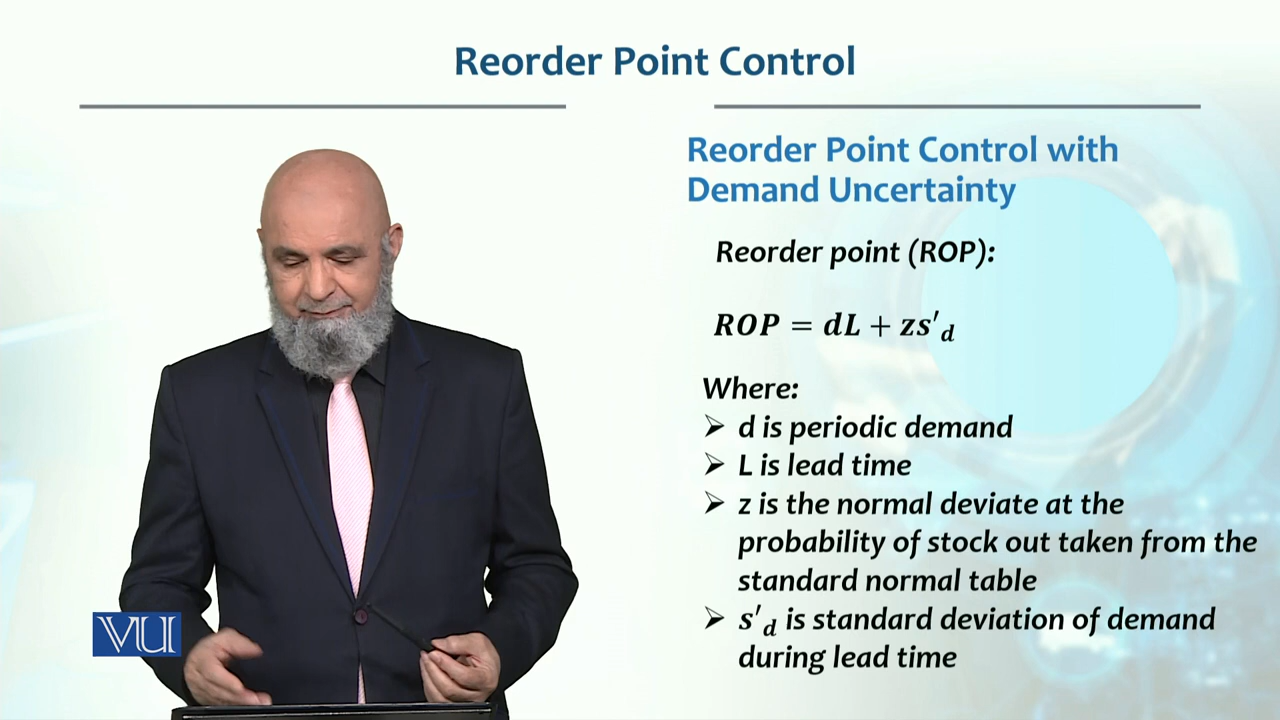 Reorder Point Control
Reorder Point Control with
Demand Uncertainty
Reorder point (ROP):
ROP = dL + zs'd
Where:
➢ d is periodic demand
➢ L is lead time
➢ z is the normal deviate at the
probability of stock out taken from the
standard normal table
➢ s'd is standard deviation of demand
during lead time
VU